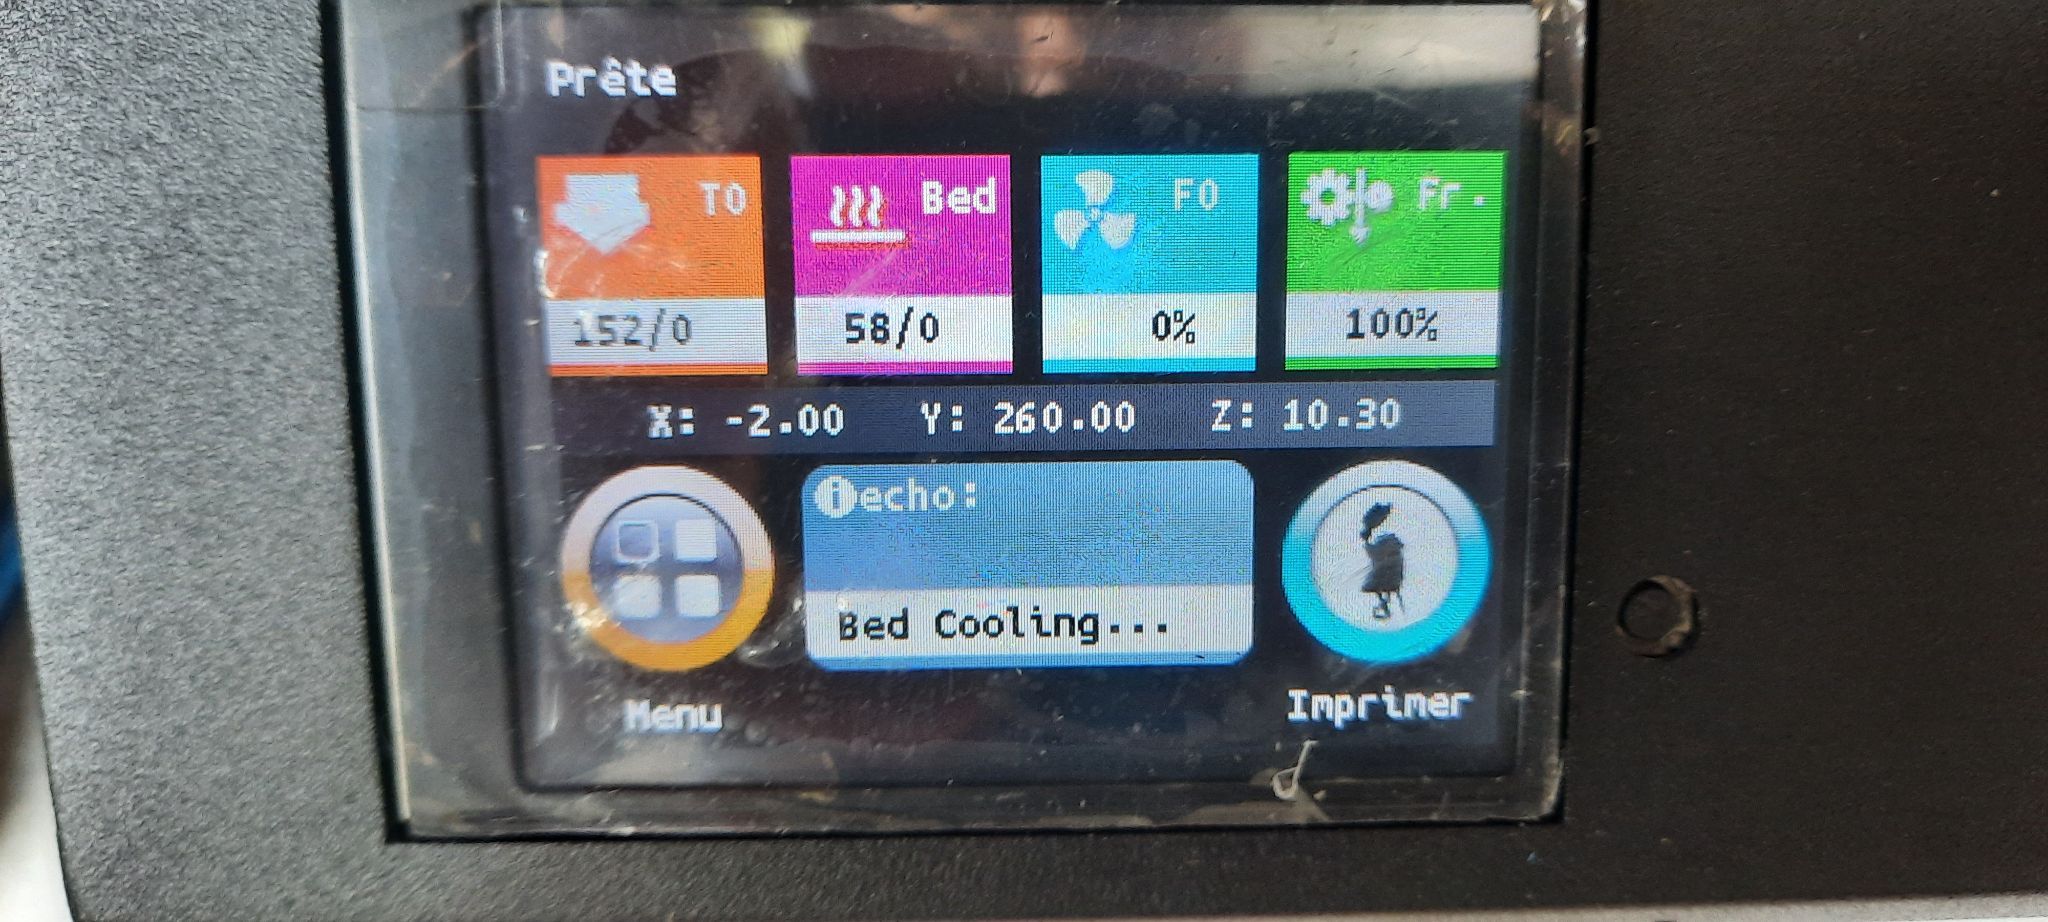 Prête
T0 Bed F0 Fr.
152/0 58/0 0% 100%
X: -2.00 Y: 260.00 Z: 10.30
echo:
Bed Cooling...
Menu Imprimer